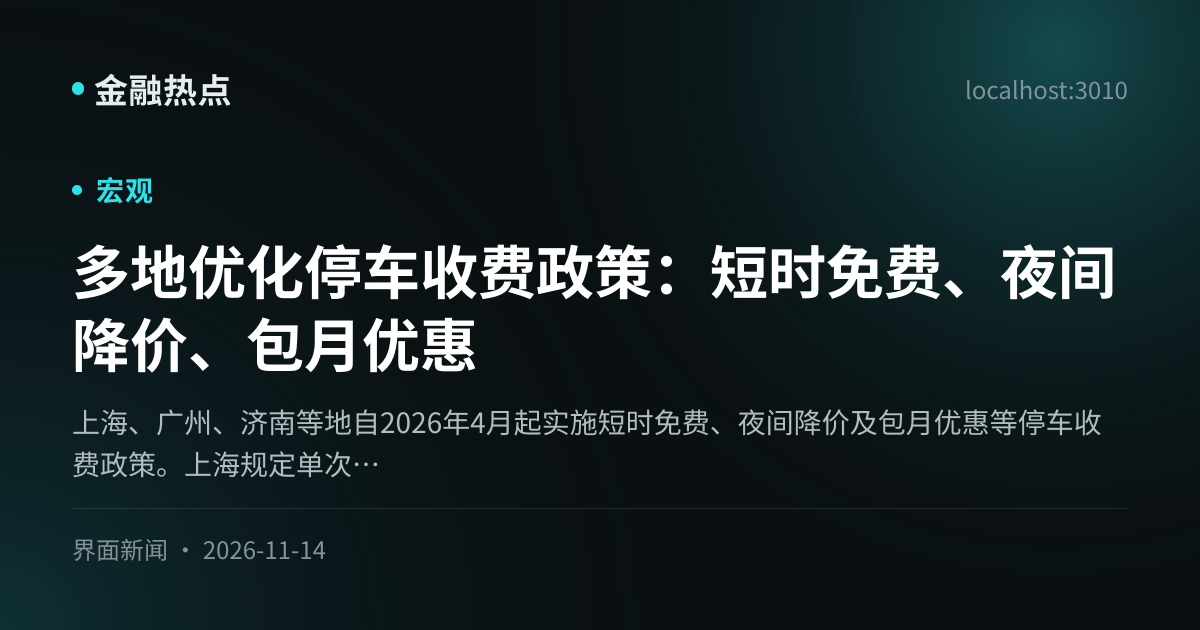 金融热点
localhost:3010
宏观
多地优化停车收费政策：短时免费、夜间
降价、包月优惠
上海、广州、济南等地自2026年4月起实施短时免费、夜间降价及包月优惠等停车收
费政策。上海规定单次…
界面新闻 • 2026-11-14